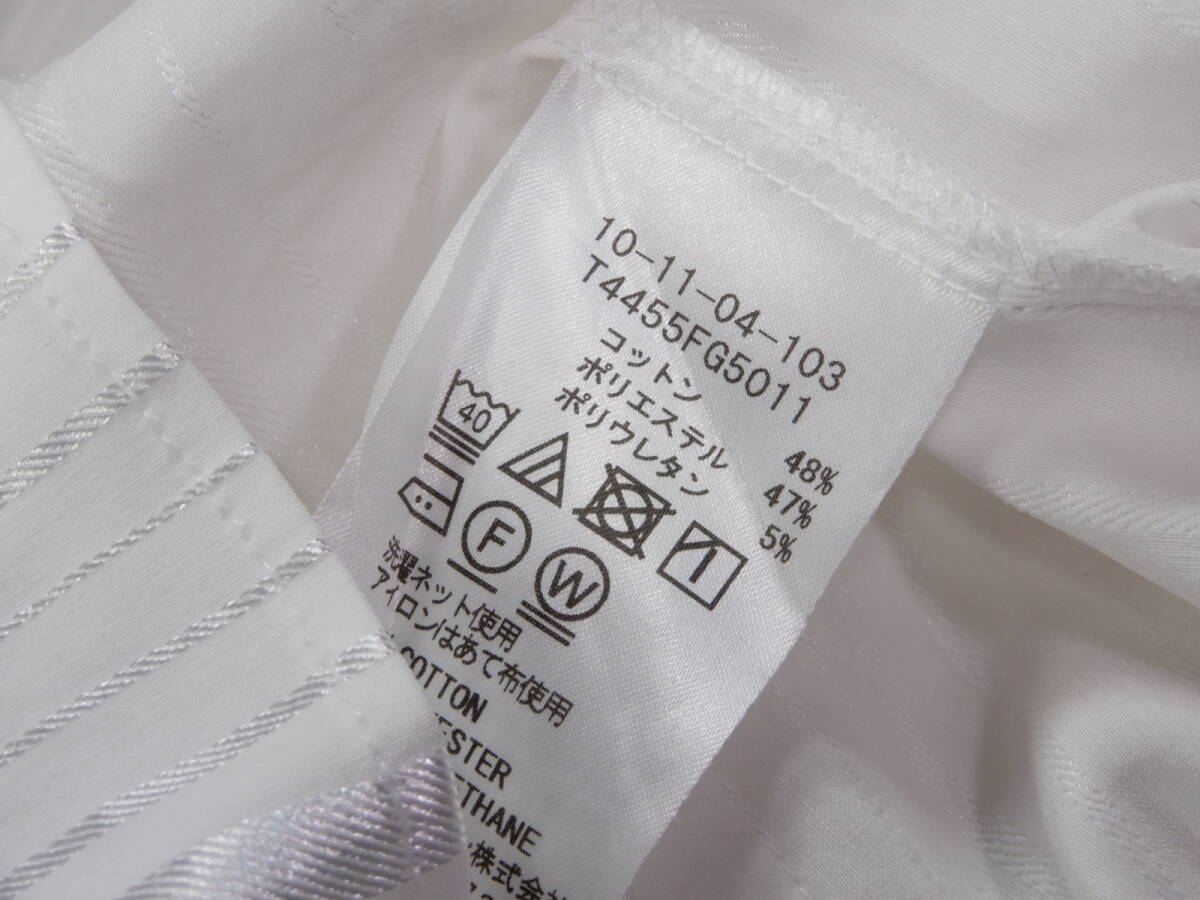 10-11-04-103
T4455FG5011
コットン 48%
ポリエステル 47%
ポリウレタン 5%
40
F W
洗濯ネット使用
アイロンはあて布使用
COTTON
ESTER
ETHANE
株式会